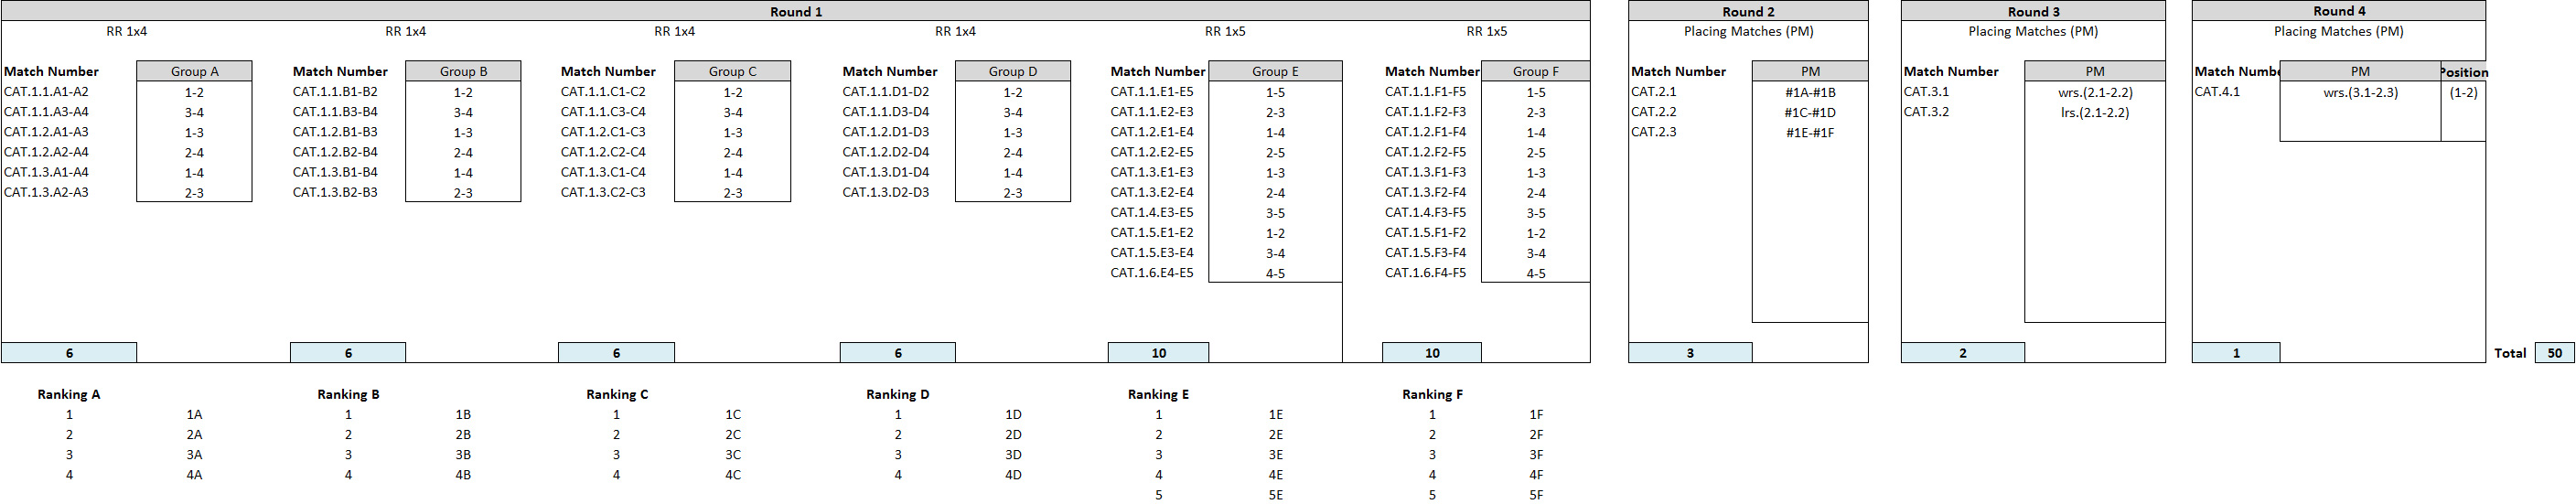 Round 1 Round 2 Round 3 Round 4
RR 1x4 RR 1x4 RR 1x4 RR 1x4 RR 1x5 RR 1x5 Placing Matches (PM) Placing Matches (PM) Placing Matches (PM)
Match Number Group A Match Number Group B Match Number Group C Match Number Group D Match Number Group E Match Number Group F Match Number PM Match Number PM Match Numbe PM Position
CAT.1.1.A1-A2 1-2 CAT.1.1.B1-B2 1-2 CAT.1.1.C1-C2 1-2 CAT.1.1.D1-D2 1-2 CAT.1.1.E1-E5 1-5 CAT.1.1.F1-F5 1-5 CAT.2.1 #1A-#1B CAT.3.1 wrs.(2.1-2.2) CAT.4.1 wrs.(3.1-2.3) (1-2)
CAT.1.1.A3-A4 3-4 CAT.1.1.B3-B4 3-4 CAT.1.1.C3-C4 3-4 CAT.1.1.D3-D4 3-4 CAT.1.1.E2-E3 2-3 CAT.1.1.F2-F3 2-3 CAT.2.2 #1C-#1D CAT.3.2 lrs.(2.1-2.2)
CAT.1.2.A1-A3 1-3 CAT.1.2.B1-B3 1-3 CAT.1.2.C1-C3 1-3 CAT.1.2.D1-D3 1-3 CAT.1.2.E1-E4 1-4 CAT.1.2.F1-F4 1-4 CAT.2.3 #1E-#1F
CAT.1.2.A2-A4 2-4 CAT.1.2.B2-B4 2-4 CAT.1.2.C2-C4 2-4 CAT.1.2.D2-D4 2-4 CAT.1.2.E2-E5 2-5 CAT.1.2.F2-F5 2-5
CAT.1.3.A1-A4 1-4 CAT.1.3.B1-B4 1-4 CAT.1.3.C1-C4 1-4 CAT.1.3.D1-D4 1-4 CAT.1.3.E1-E3 1-3 CAT.1.3.F1-F3 1-3
CAT.1.3.A2-A3 2-3 CAT.1.3.B2-B3 2-3 CAT.1.3.C2-C3 2-3 CAT.1.3.D2-D3 2-3 CAT.1.3.E2-E4 2-4 CAT.1.3.F2-F4 2-4
CAT.1.4.E3-E5 3-5 CAT.1.4.F3-F5 3-5
CAT.1.5.E1-E2 1-2 CAT.1.5.F1-F2 1-2
CAT.1.5.E3-E4 3-4 CAT.1.5.F3-F4 3-4
CAT.1.6.E4-E5 4-5 CAT.1.6.F4-F5 4-5
6 6 6 6 10 10 3 2 1 Total 50
Ranking A Ranking B Ranking C Ranking D Ranking E Ranking F
1 1A 1 1B 1 1C 1 1D 1 1E 1 1F
2 2A 2 2B 2 2C 2 2D 2 2E 2 2F
3 3A 3 3B 3 3C 3 3D 3 3E 3 3F
4 4A 4 4B 4 4C 4 4D 4 4E 4 4F
5 5E 5 5F